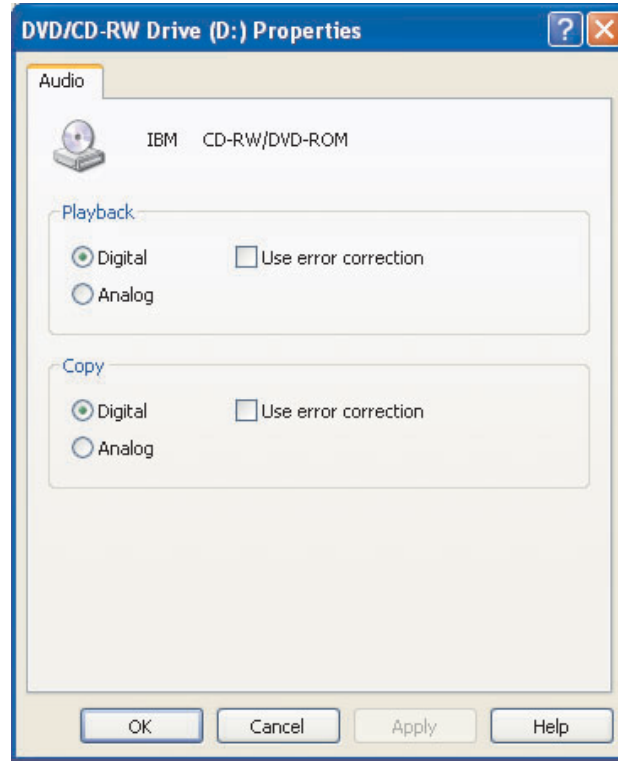 DVD/CD-RW Drive (D:) Properties
Audio
IBM CD-RW/DVD-ROM
Playback
Digital Use error correction
Analog
Copy
Digital Use error correction
Analog
OK Cancel Apply Help